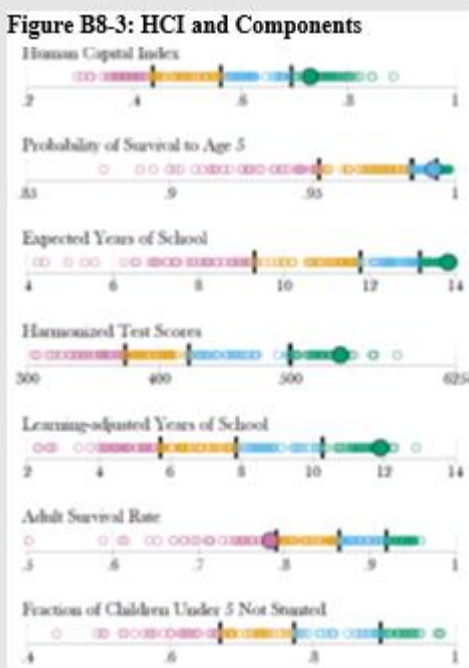 Figure B8-3: HCI and Components
Human Capital Index
.2 .4 .6 .8 1
Probability of Survival to Age 5
.85 .9 .95 1
Expected Years of School
4 6 8 10 12 14
Harmonized Test Scores
300 400 500 625
Learning-adjusted Years of School
2 4 6 8 10 12 14
Adult Survival Rate
.5 .6 .7 .8 .9 1
Fraction of Children Under 5 Not Stunted
.4 .6 .8 1